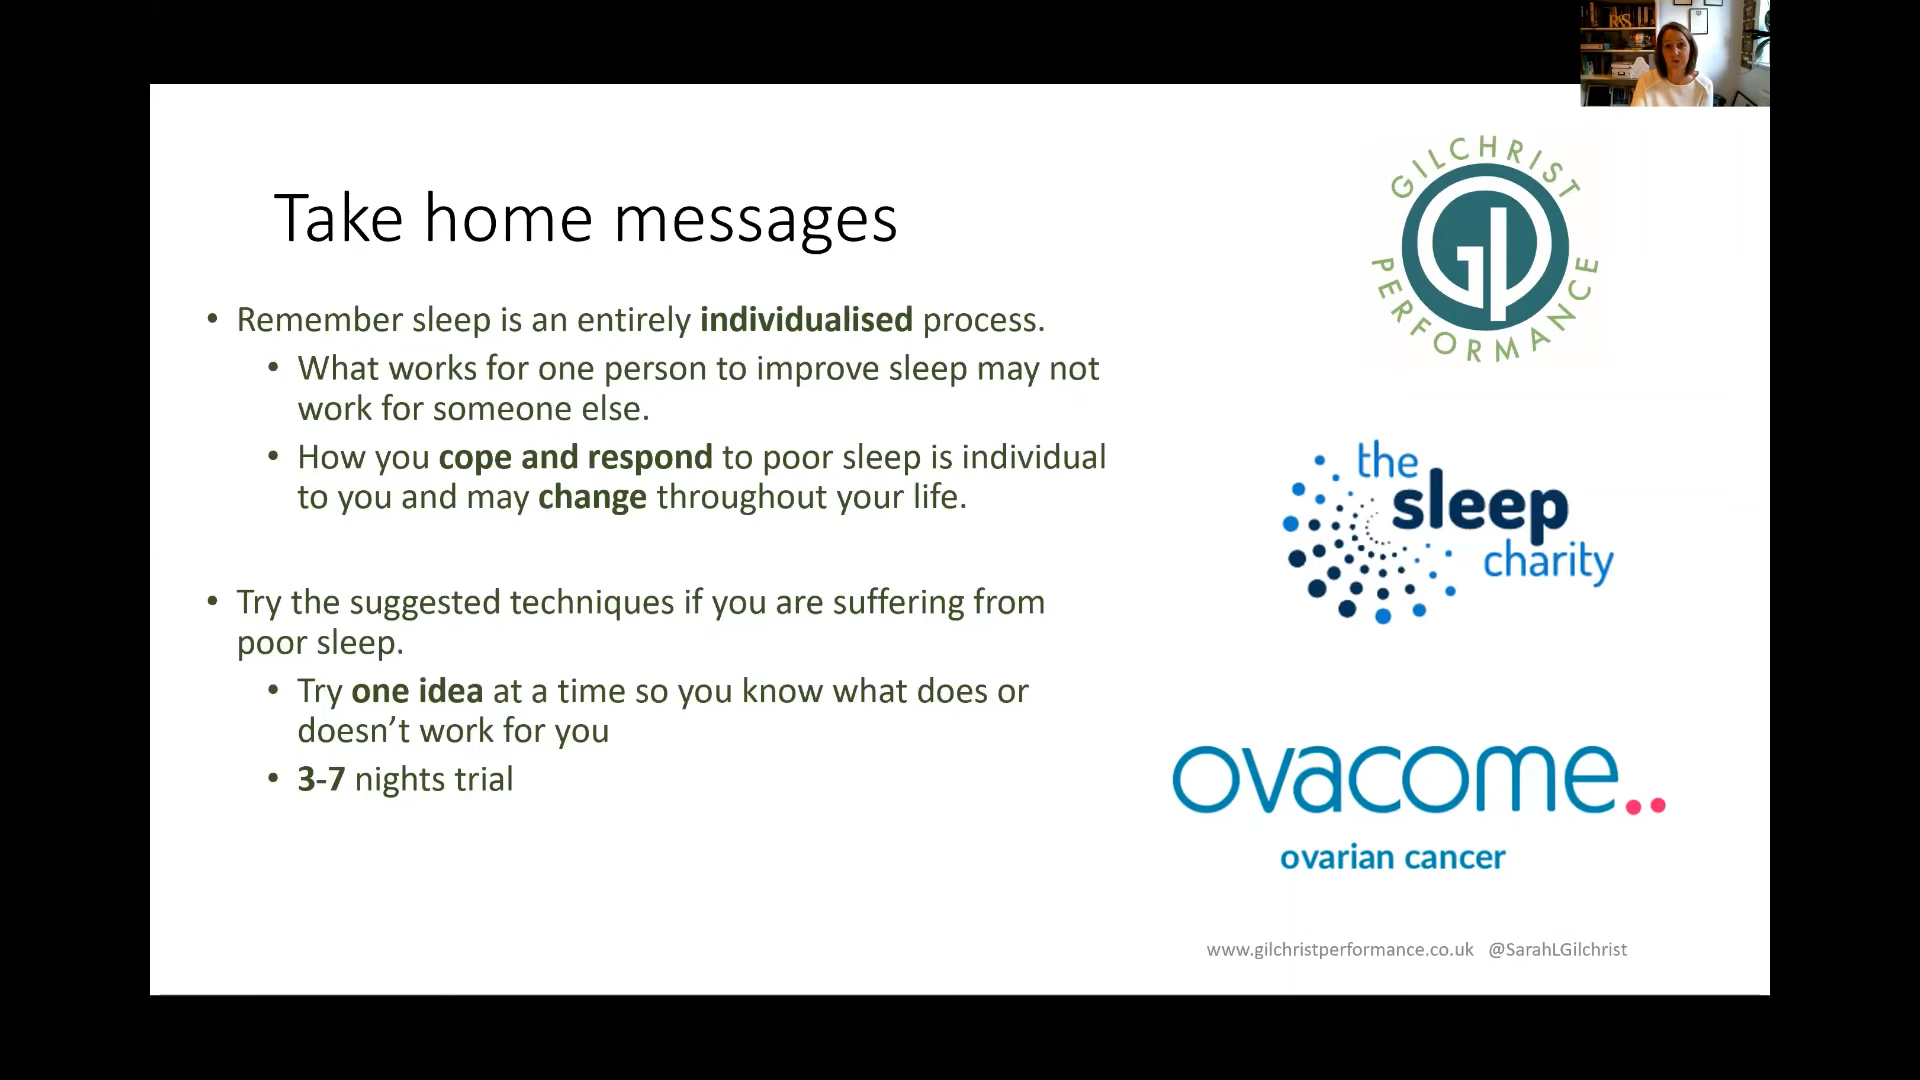 Take home messages
• Remember sleep is an entirely individualised process.
• What works for one person to improve sleep may not
work for someone else.
• How you cope and respond to poor sleep is individual
to you and may change throughout your life.
• Try the suggested techniques if you are suffering from
poor sleep.
• Try one idea at a time so you know what does or
doesn’t work for you
• 3-7 nights trial
GILCHRIST
GP
PERFORMANCE
the
sleep
charity
ovacome..
ovarian cancer
www.gilchristperformance.co.uk @SarahLGilchrist